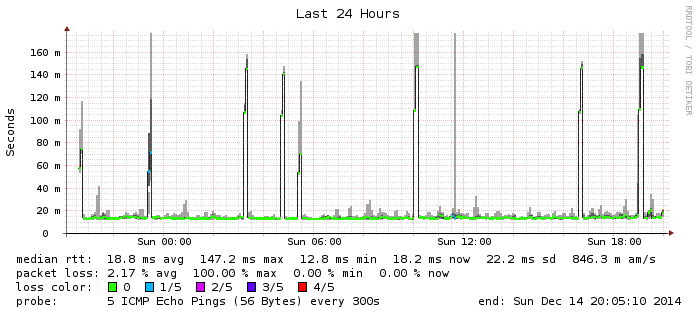 Last 24 Hours
RRDTOOL / TOBI OETIKER
Seconds
160 m
140 m
120 m
100 m
80 m
60 m
40 m
20 m
0
Sun 00:00 Sun 06:00 Sun 12:00 Sun 18:00
median rtt: 18.8 ms avg 147.2 ms max 12.8 ms min 18.2 ms now 22.2 ms sd 846.3 m am/s
packet loss: 2.17 % avg 100.00 % max 0.00 % min 0.00 % now
loss color: 0 1/5 2/5 3/5 4/5
probe: 5 ICMP Echo Pings (56 Bytes) every 300s end: Sun Dec 14 20:05:10 2014